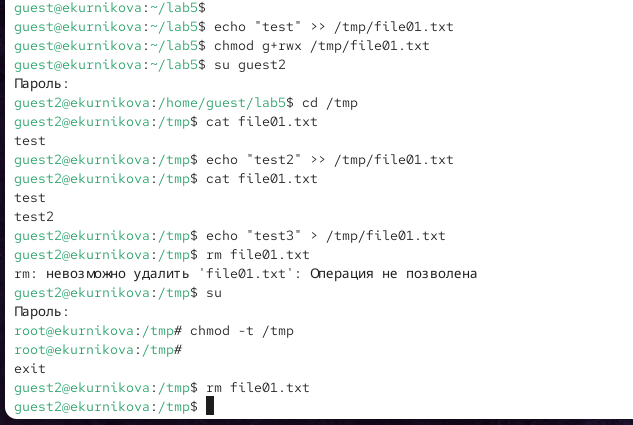 guest@ekurnikova:~/lab5$
guest@ekurnikova:~/lab5$ echo "test" >> /tmp/file01.txt
guest@ekurnikova:~/lab5$ chmod g+rwx /tmp/file01.txt
guest@ekurnikova:~/lab5$ su guest2
Пароль:
guest2@ekurnikova:/home/guest/lab5$ cd /tmp
guest2@ekurnikova:/tmp$ cat file01.txt
test
guest2@ekurnikova:/tmp$ echo "test2" >> /tmp/file01.txt
guest2@ekurnikova:/tmp$ cat file01.txt
test
test2
guest2@ekurnikova:/tmp$ echo "test3" > /tmp/file01.txt
guest2@ekurnikova:/tmp$ rm file01.txt
rm: невозможно удалить 'file01.txt': Операция не позволена
guest2@ekurnikova:/tmp$ su
Пароль:
root@ekurnikova:/tmp# chmod -t /tmp
root@ekurnikova:/tmp#
exit
guest2@ekurnikova:/tmp$ rm file01.txt
guest2@ekurnikova:/tmp$